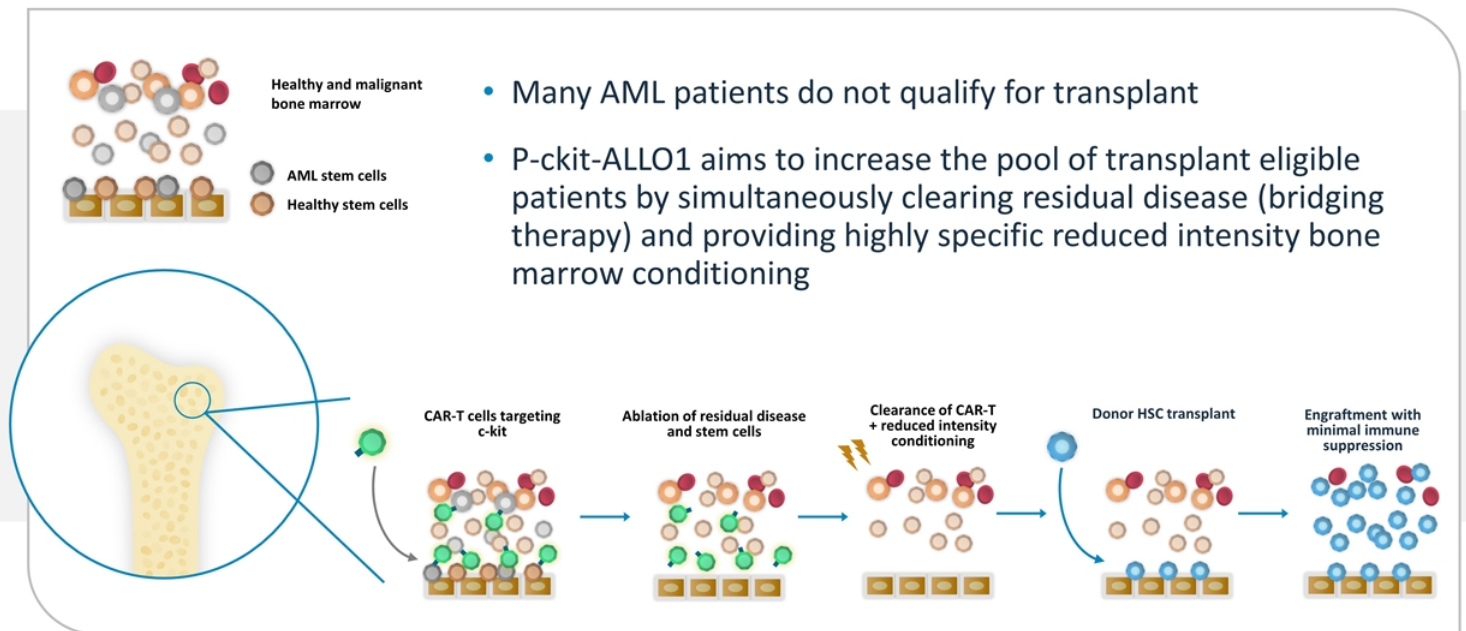 Healthy and malignant
bone marrow
AML stem cells
Healthy stem cells
• Many AML patients do not qualify for transplant
• P-ckit-ALLO1 aims to increase the pool of transplant eligible
patients by simultaneously clearing residual disease (bridging
therapy) and providing highly specific reduced intensity bone
marrow conditioning
CAR-T cells targeting
c-kit
Ablation of residual disease
and stem cells
Clearance of CAR-T
+ reduced intensity
conditioning
Donor HSC transplant
Engraftment with
minimal immune
suppression